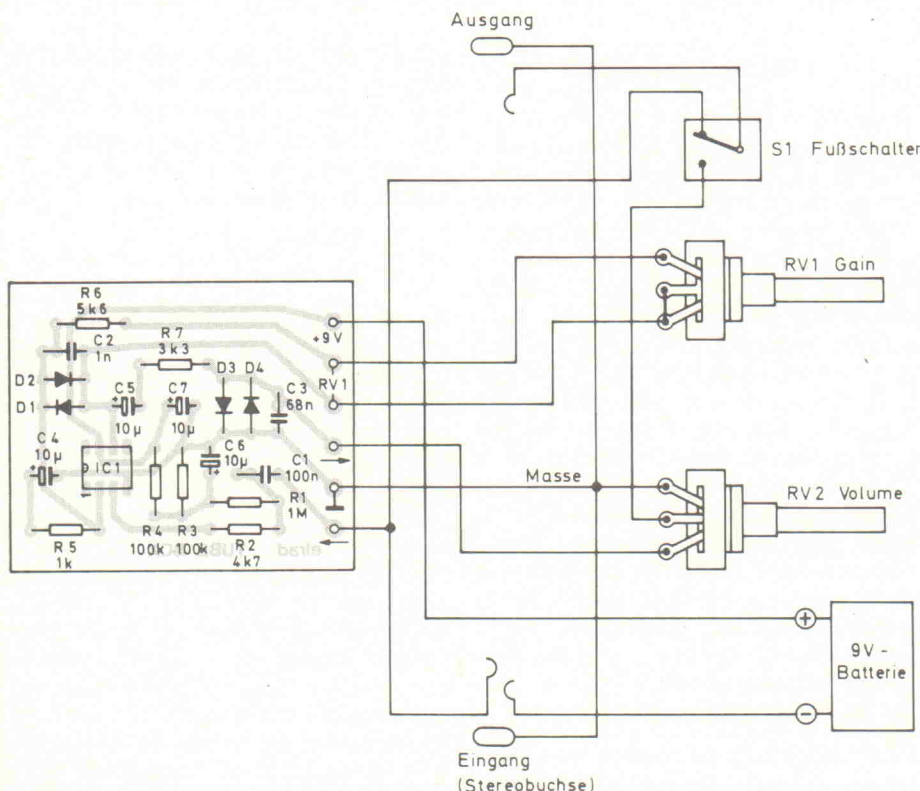 Ausgang
S1 Fußschalter
RV1 Gain
R6
5k6
+9V
C2
1n
R7
3k3
D2
D1
C5
10µ
C7
10µ
D3 D4
C3
68n
RV1
C4
10µ
IC1
C6
10µ
C1
100n
Masse
RV2 Volume
R1
1M
R5
1k
R4
100k
R3
100k
R2
4k7
elrad
+
9V-
Batterie
−
Eingang
(Stereobuchse)